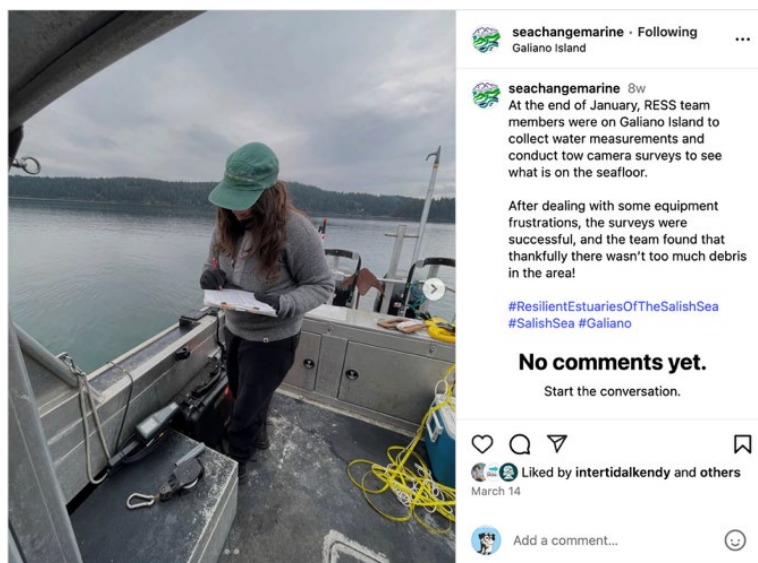 seachangemarine • Following
Galiano Island
seachangemarine 8w
At the end of January, RESS team
members were on Galiano Island to
collect water measurements and
conduct tow camera surveys to see
what is on the seafloor.
After dealing with some equipment
frustrations, the surveys were
successful, and the team found that
thankfully there wasn't too much debris
in the area!
#ResilientEstuariesOfTheSalishSea
#SalishSea #Galiano
No comments yet.
Start the conversation.
Liked by intertidalkendy and others
March 14
Add a comment...